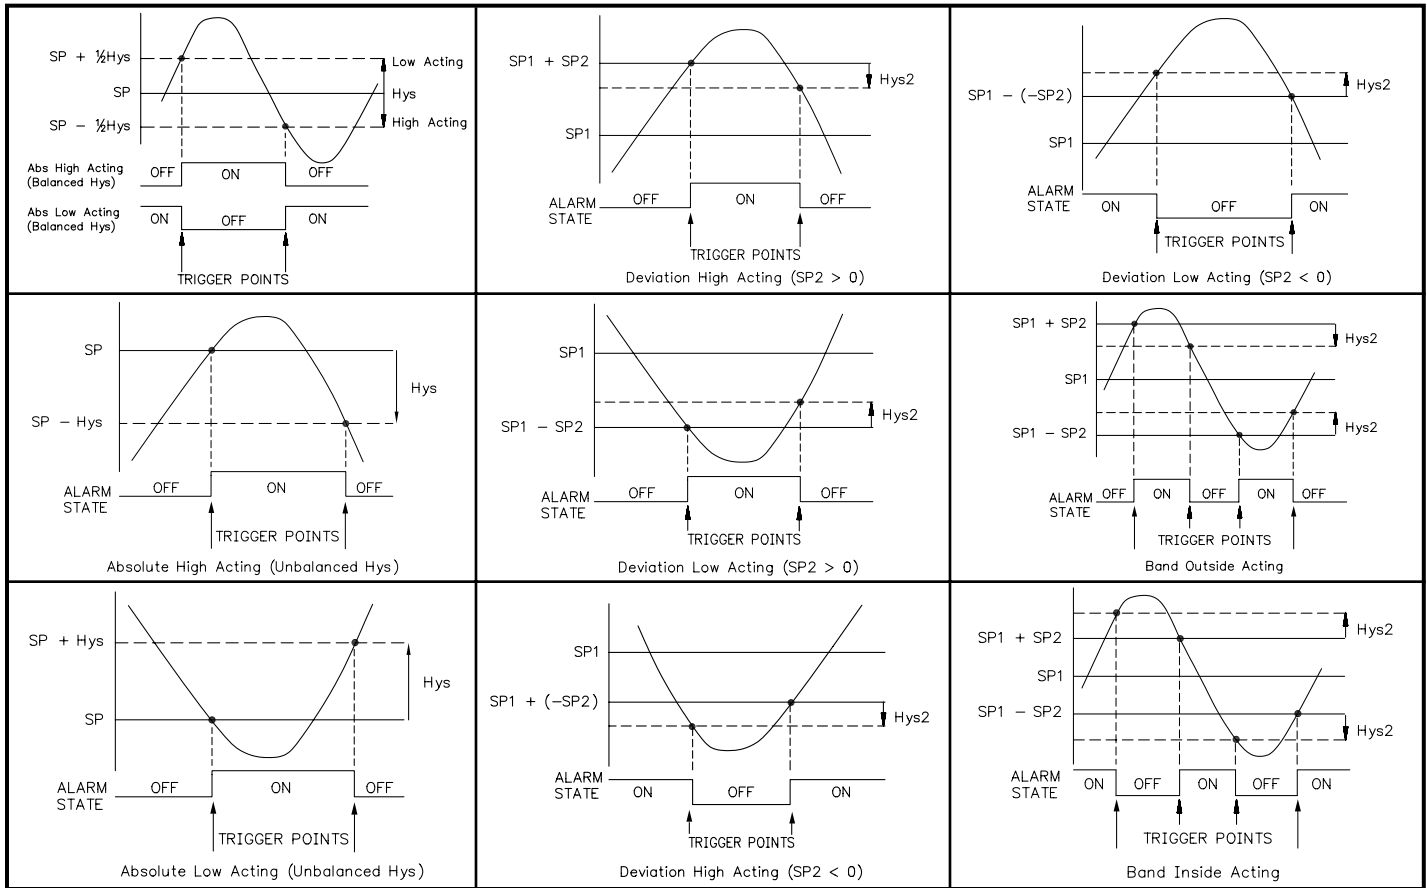 SP + ½Hys
Low Acting
SP
Hys
SP - ½Hys
High Acting
Abs High Acting
(Balanced Hys)
OFF
ON
OFF
Abs Low Acting
(Balanced Hys)
ON
OFF
ON
TRIGGER POINTS
SP1 + SP2
Hys2
SP1
ALARM
STATE
OFF
ON
OFF
TRIGGER POINTS
Deviation High Acting (SP2 > 0)
SP1 - (-SP2)
Hys2
SP1
ALARM
STATE
ON
OFF
ON
TRIGGER POINTS
Deviation Low Acting (SP2 < 0)
SP
Hys
SP - Hys
ALARM
STATE
OFF
ON
OFF
TRIGGER POINTS
Absolute High Acting (Unbalanced Hys)
SP1
Hys2
SP1 - SP2
ALARM
STATE
OFF
ON
OFF
TRIGGER POINTS
Deviation Low Acting (SP2 > 0)
SP1 + SP2
Hys2
SP1
Hys2
SP1 - SP2
ALARM
STATE
OFF
ON
OFF
ON
OFF
TRIGGER POINTS
Band Outside Acting
SP + Hys
Hys
SP
ALARM
STATE
OFF
ON
OFF
TRIGGER POINTS
Absolute Low Acting (Unbalanced Hys)
SP1
SP1 + (-SP2)
Hys2
ALARM
STATE
ON
OFF
ON
TRIGGER POINTS
Deviation High Acting (SP2 < 0)
Hys2
SP1 + SP2
SP1
SP1 - SP2
Hys2
ALARM
STATE
ON
OFF
ON
OFF
ON
TRIGGER POINTS
Band Inside Acting